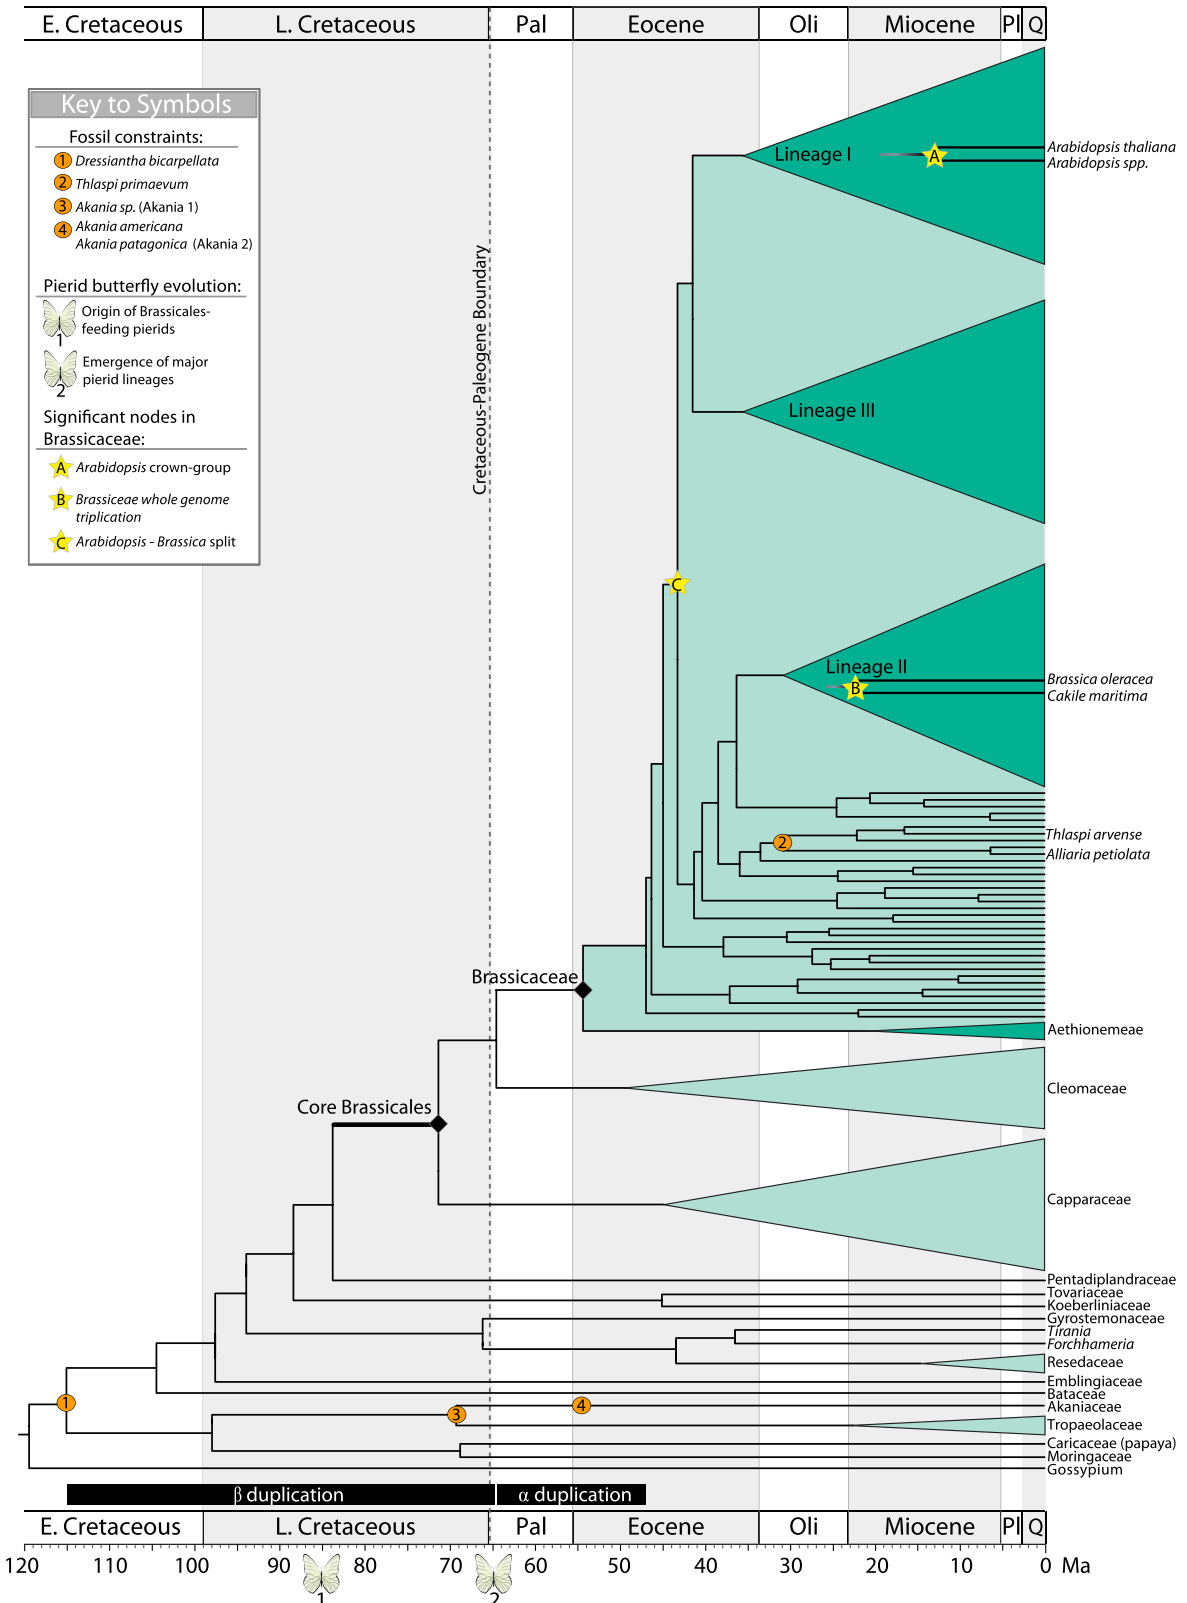 E. Cretaceous L. Cretaceous Pal Eocene Oli Miocene Pl Q
Key to Symbols
Fossil constraints:
1 Dressiantha bicarpellata
2 Thlaspi primaevum
3 Akania sp. (Akania 1)
4 Akania americana
Akania patagonica (Akania 2)
Pierid butterfly evolution:
Origin of Brassicales-
feeding pierids
1
Emergence of major
pierid lineages
2
Significant nodes in
Brassicaceae:
A Arabidopsis crown-group
B Brassiceae whole genome
triplication
C Arabidopsis - Brassica split
Cretaceous-Paleogene Boundary
Lineage I
A
Arabidopsis thaliana
Arabidopsis spp.
Lineage III
C
Lineage II
B
Brassica oleracea
Cakile maritima
2
Thlaspi arvense
Alliaria petiolata
Brassicaceae
Aethionemeae
Cleomaceae
Core Brassicales
Capparaceae
Pentadiplandraceae
Tovariaceae
Koeberliniaceae
Gyrostemonaceae
Tirania
Forchhameria
Resedaceae
Emblingiaceae
Bataceae
1
3
4
Akaniaceae
Tropaeolaceae
Caricaceae (papaya)
Moringaceae
Gossypium
β duplication α duplication
E. Cretaceous L. Cretaceous Pal Eocene Oli Miocene Pl Q
120 110 100 90 80 70 60 50 40 30 20 10 0 Ma
1 2